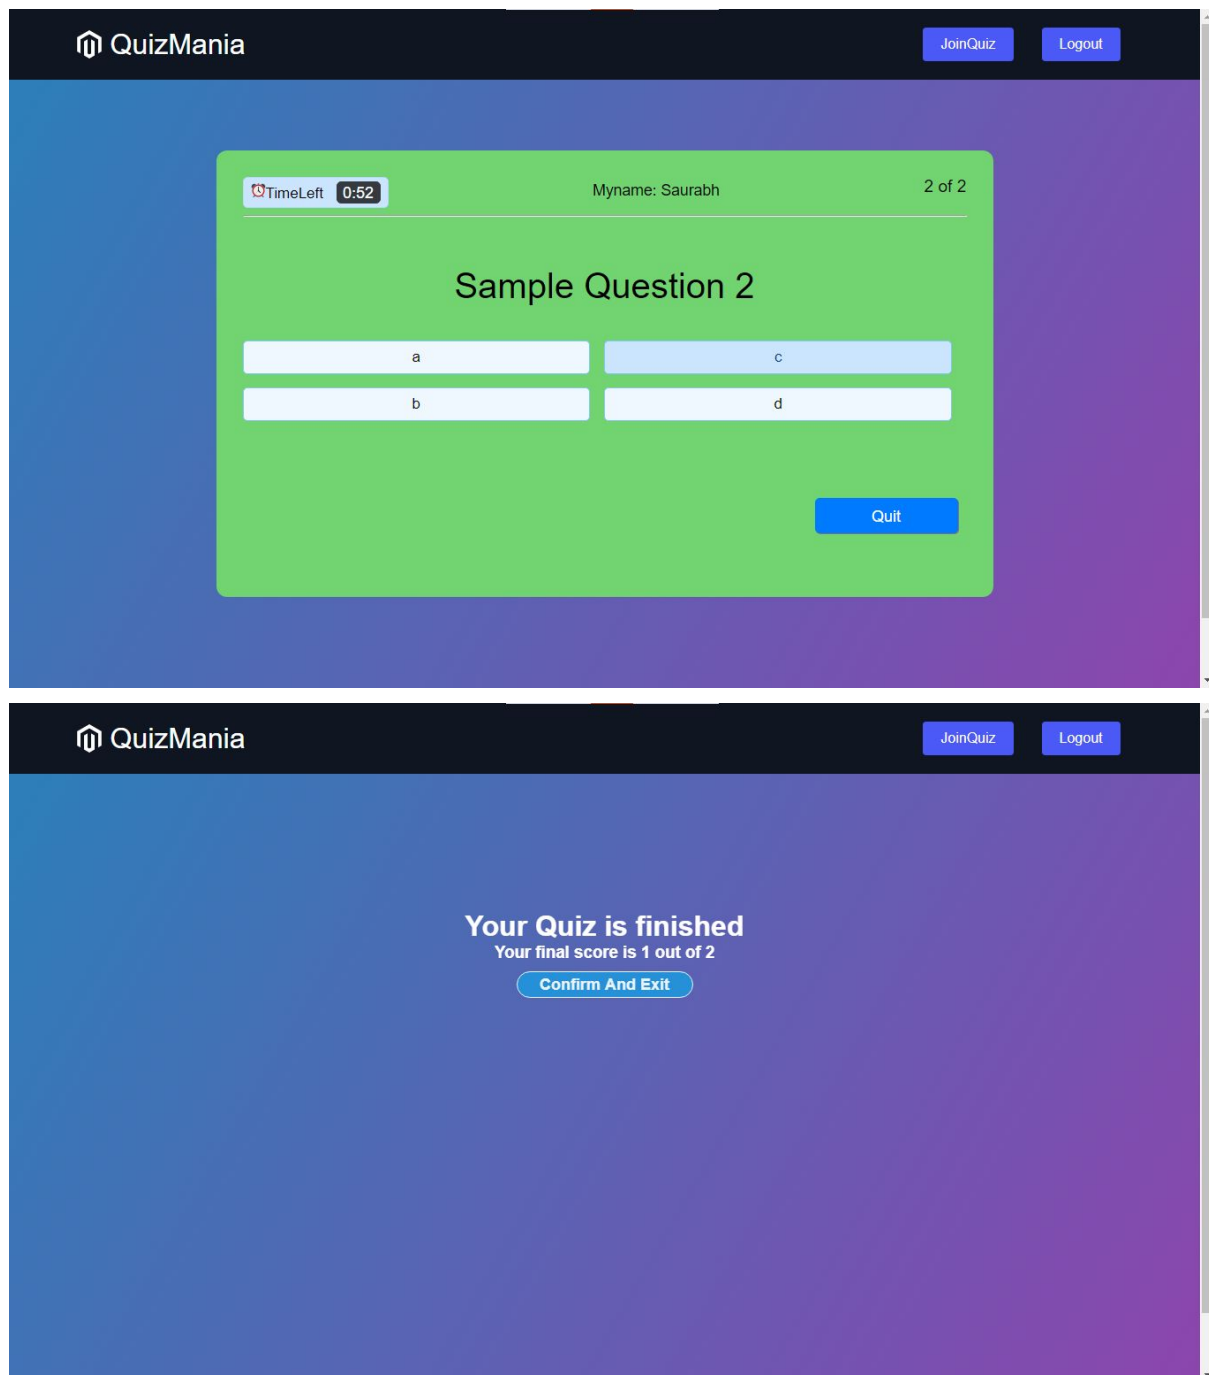 QuizMania
JoinQuiz
Logout
TimeLeft 0:52
Myname: Saurabh
2 of 2
Sample Question 2
a
c
b
d
Quit
QuizMania
JoinQuiz
Logout
Your Quiz is finished
Your final score is 1 out of 2
Confirm And Exit